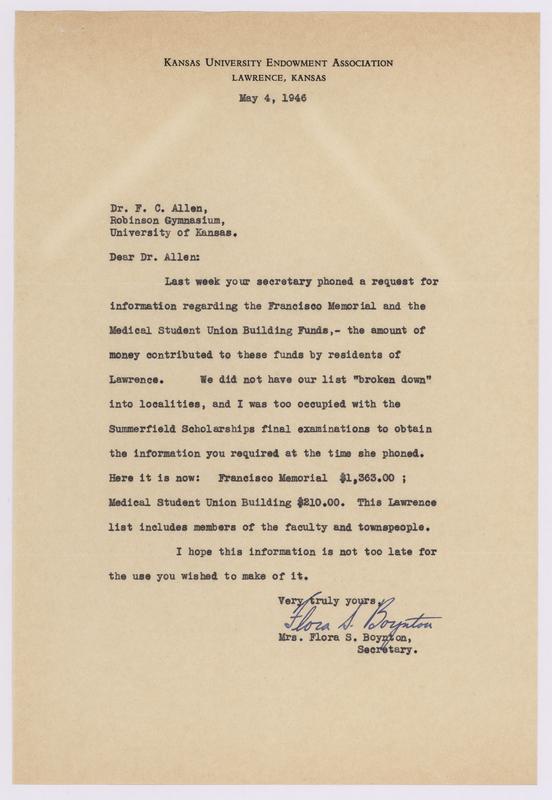 KANSAS UNIVERSITY ENDOWMENT ASSOCIATION
LAWRENCE, KANSAS
May 4, 1946
Dr. F. C. Allen,
Robinson Gymnasium,
University of Kansas.
Dear Dr. Allen:
Last week your secretary phoned a request for
information regarding the Francisco Memorial and the
Medical Student Union Building Funds,- the amount of
money contributed to these funds by residents of
Lawrence. We did not have our list "broken down"
into localities, and I was too occupied with the
Summerfield Scholarships final examinations to obtain
the information you required at the time she phoned.
Here it is now: Francisco Memorial $1,363.00 ;
Medical Student Union Building $210.00. This Lawrence
list includes members of the faculty and townspeople.
I hope this information is not too late for
the use you wished to make of it.
Very truly yours,
Flora S. Boynton
Mrs. Flora S. Boynton,
Secretary.